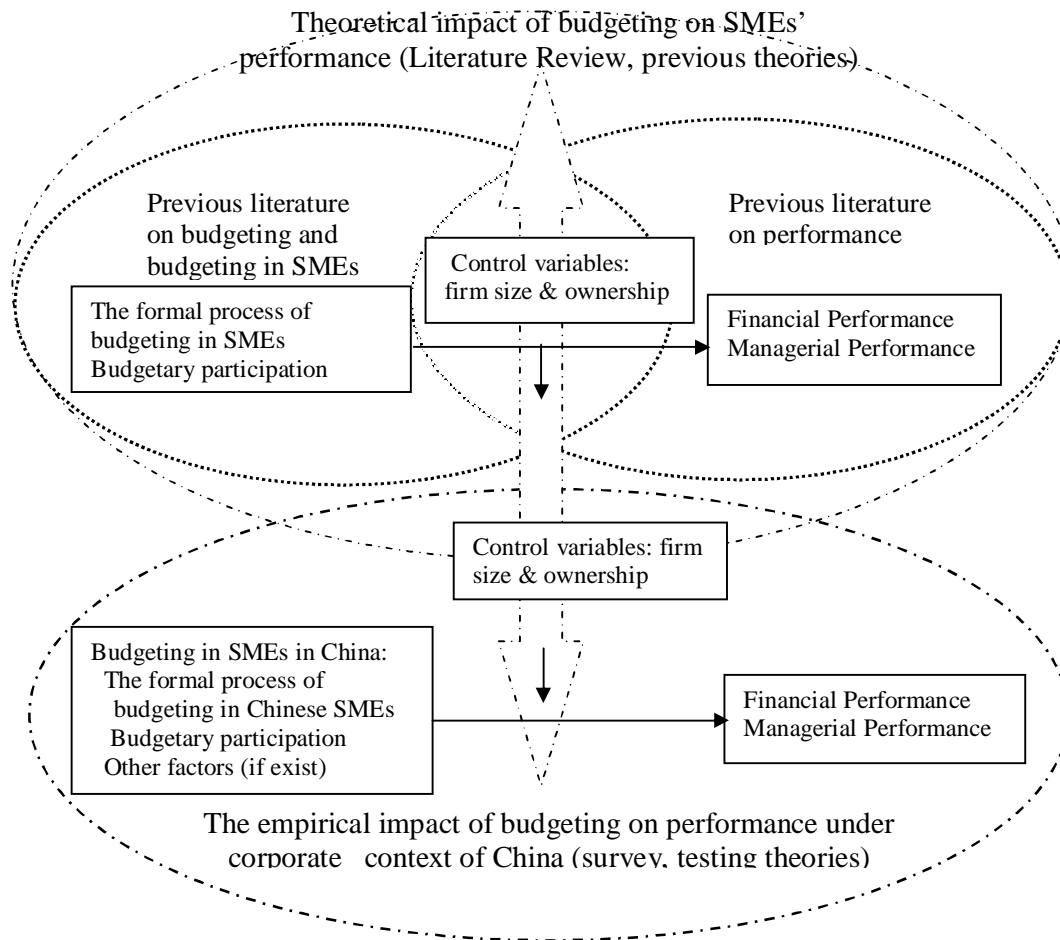 Theoretical impact of budgeting on SMEs’
performance (Literature Review, previous theories)
Previous literature
on budgeting and
budgeting in SMEs
Previous literature
on performance
Control variables:
firm size & ownership
The formal process of
budgeting in SMEs
Budgetary participation
Financial Performance
Managerial Performance
Control variables: firm
size & ownership
Budgeting in SMEs in China:
The formal process of
budgeting in Chinese SMEs
Budgetary participation
Other factors (if exist)
Financial Performance
Managerial Performance
The empirical impact of budgeting on performance under
corporate context of China (survey, testing theories)